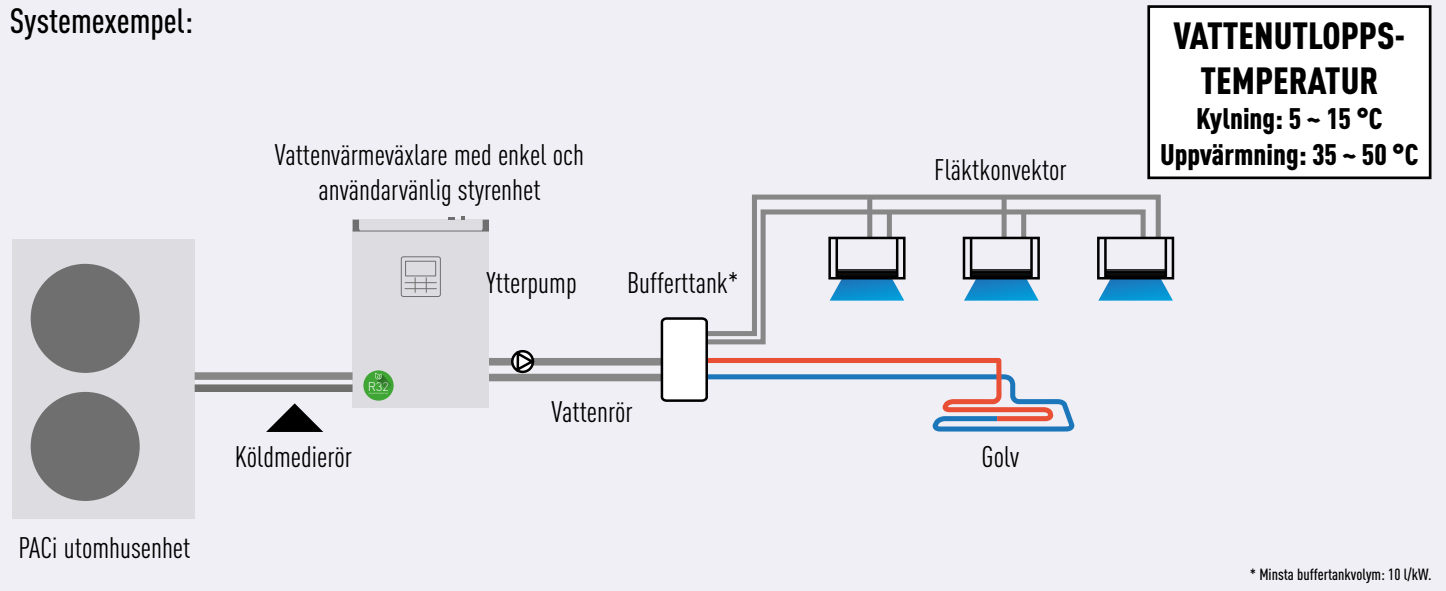 Systemexempel:
VATTENUTLOPPS-
TEMPERATUR
Kylning: 5 ~ 15 °C
Uppvärmning: 35 ~ 50 °C
Vattenvärmeväxlare med enkel och
användarvänlig styrenhet
Fläktkonvektor
Ytterpump
Bufferttank*
R32
Vattenrör
Köldmedierör
Golv
PACi utomhusenhet
* Minsta buffertankvolym: 10 l/kW.